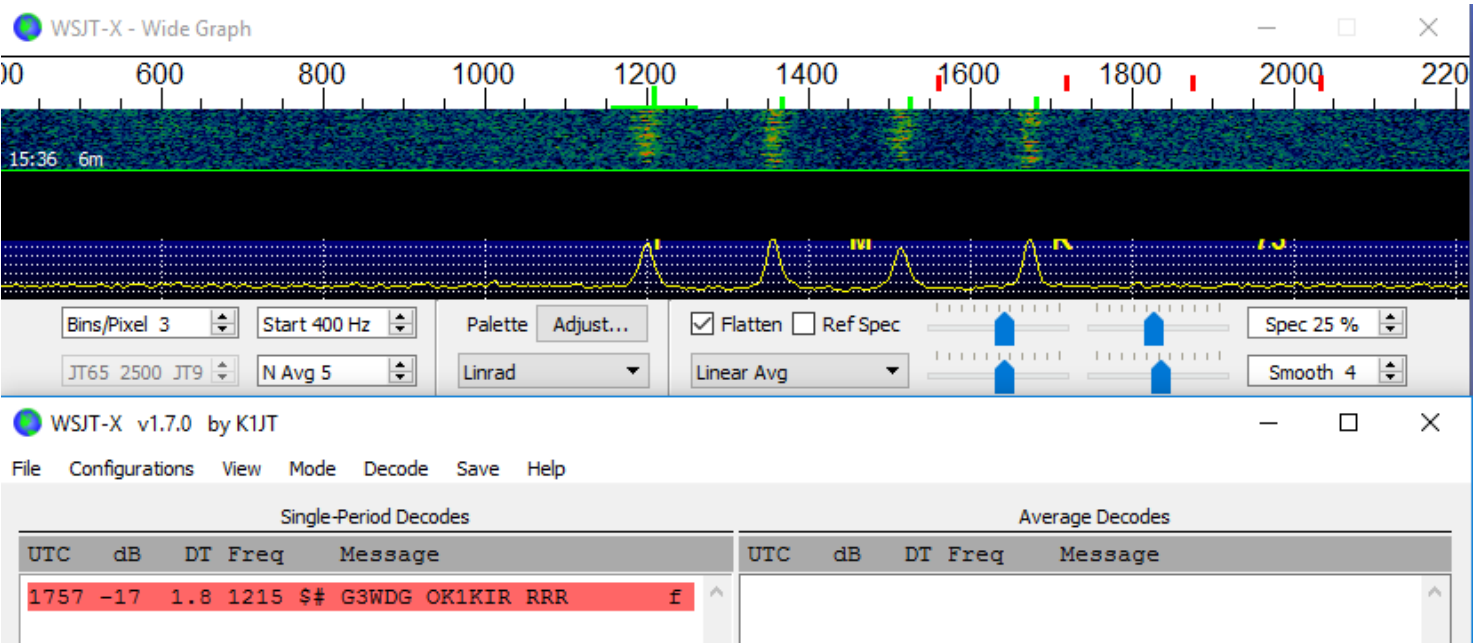 WSJT-X - Wide Graph
00 600 800 1000 1200 1400 1600 1800 2000 220
15:36 6m
T M R 73
Bins/Pixel 3 Start 400 Hz Palette Adjust... Flatten Ref Spec Spec 25 %
JT65 2500 JT9 N Avg 5 Linrad Linear Avg Smooth 4
WSJT-X v1.7.0 by K1JT
File Configurations View Mode Decode Save Help
Single-Period Decodes Average Decodes
UTC dB DT Freq Message UTC dB DT Freq Message
1757 -17 1.8 1215 $# G3WDG OK1KIR RRR f